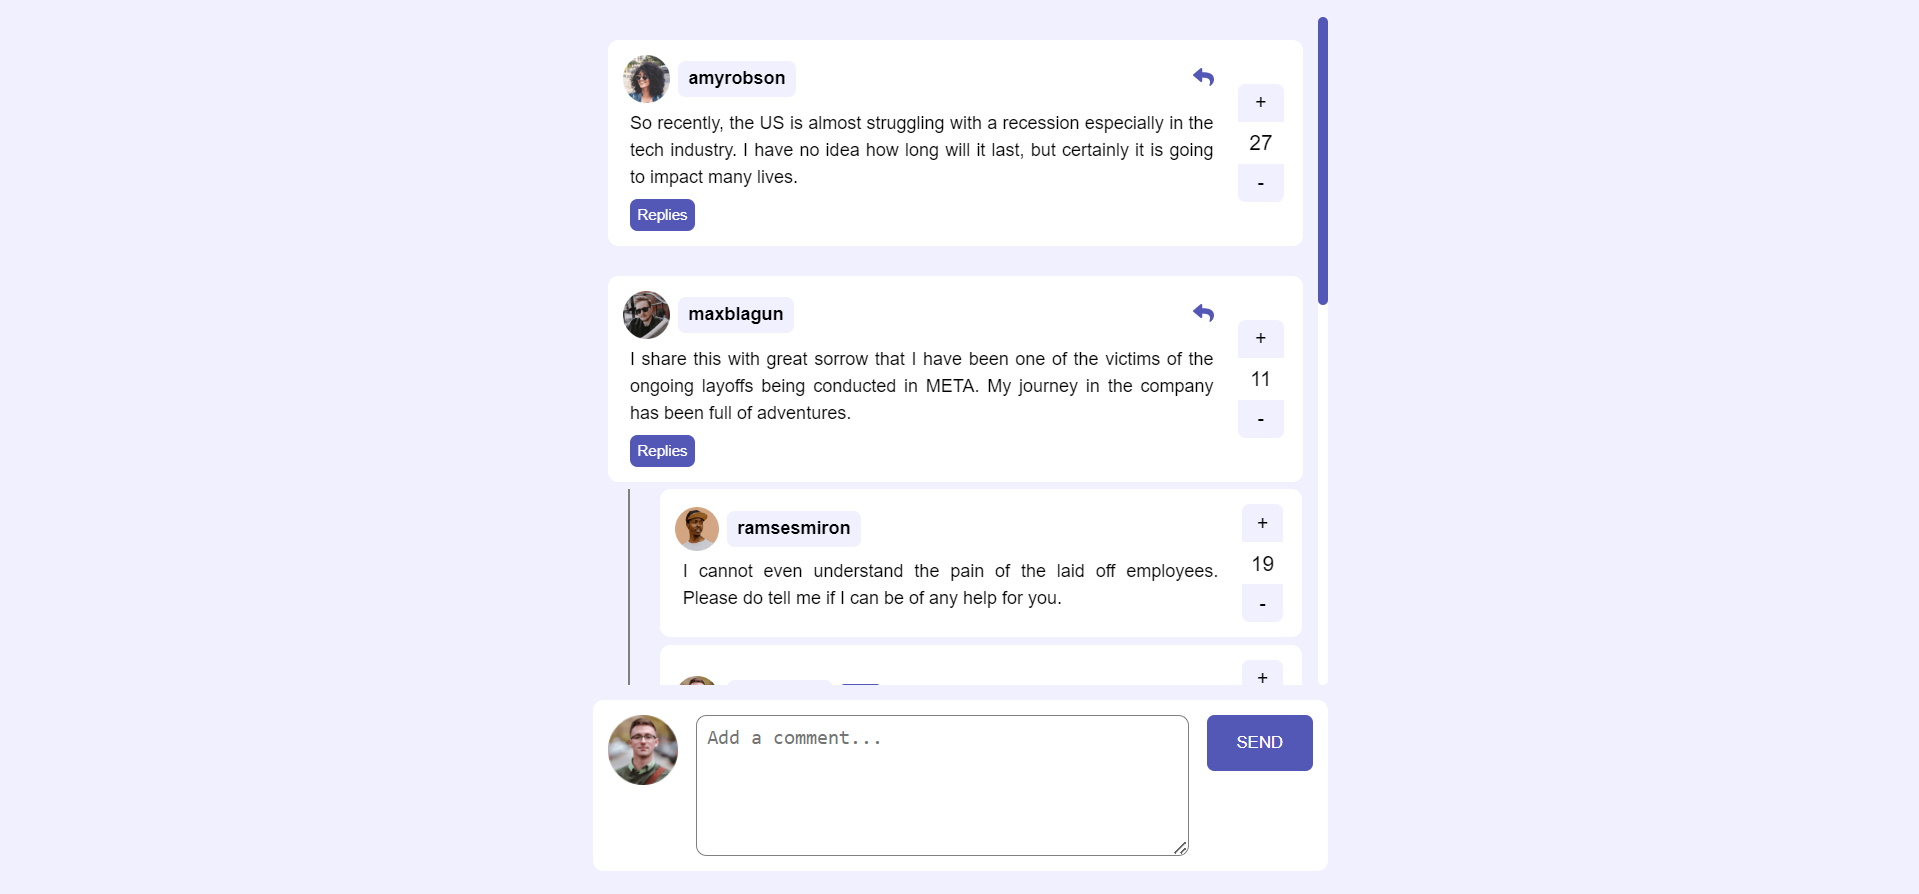 amyrobson
+
So recently, the US is almost struggling with a recession especially in the
tech industry. I have no idea how long will it last, but certainly it is going
27
to impact many lives.
-
Replies
maxblagun
+
I share this with great sorrow that I have been one of the victims of the
ongoing layoffs being conducted in META. My journey in the company
11
has been full of adventures.
-
Replies
ramsesmiron
+
I cannot even understand the pain of the laid off employees.
19
Please do tell me if I can be of any help for you.
-
+
Add a comment...
SEND